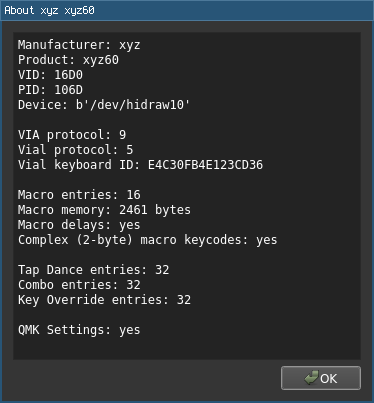 About xyz xyz60
Manufacturer: xyz
Product: xyz60
VID: 16D0
PID: 106D
Device: b'/dev/hidraw10'
VIA protocol: 9
Vial protocol: 5
Vial keyboard ID: E4C30FB4E123CD36
Macro entries: 16
Macro memory: 2461 bytes
Macro delays: yes
Complex (2-byte) macro keycodes: yes
Tap Dance entries: 32
Combo entries: 32
Key Override entries: 32
QMK Settings: yes
OK